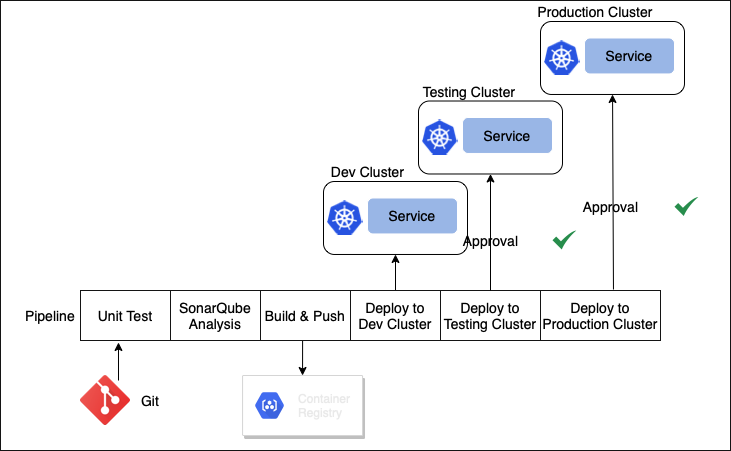 Production Cluster
Service
Testing Cluster
Service
Dev Cluster
Service
Approval
Approval
Pipeline
Unit Test
SonarQube
Analysis
Build & Push
Deploy to
Dev Cluster
Deploy to
Testing Cluster
Deploy to
Production Cluster
Git
Container
Registry